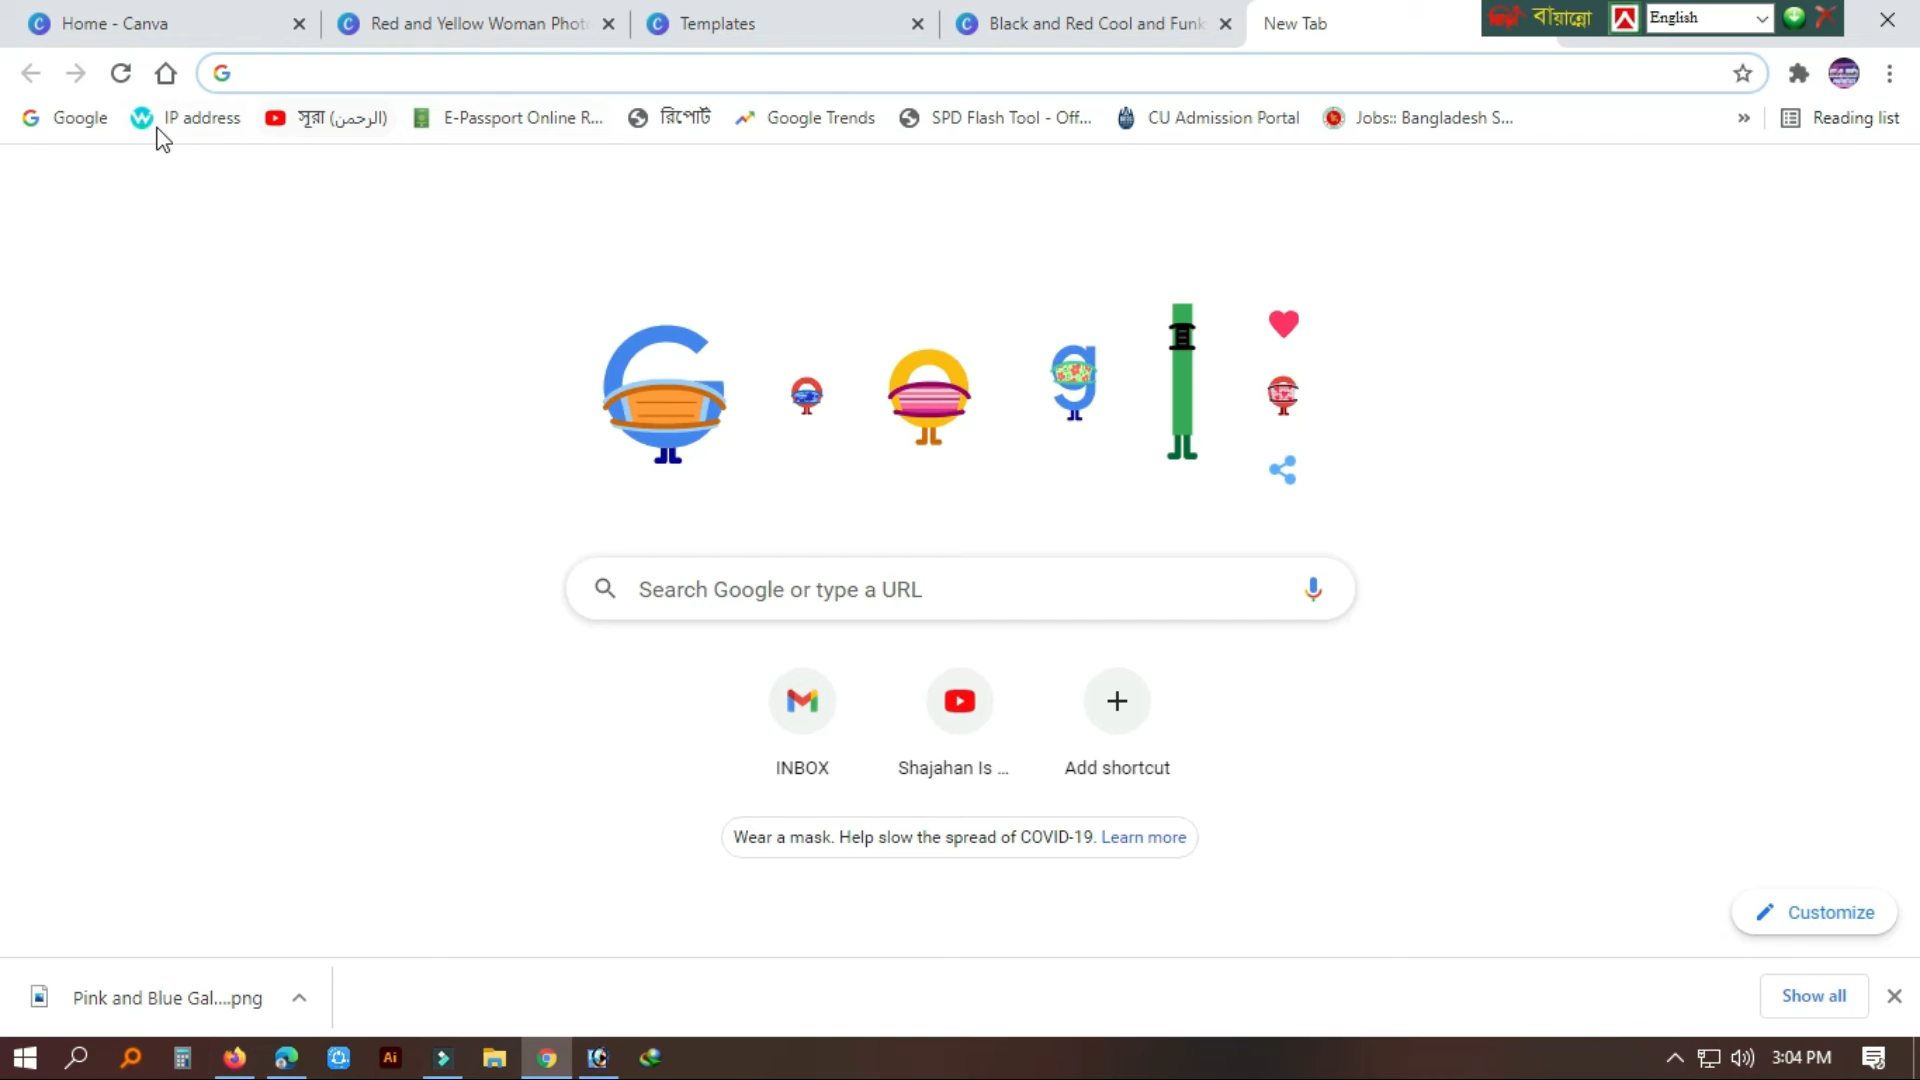 Home - Canva
Red and Yellow Woman Phot
Templates
Black and Red Cool and Funk
New Tab
বায়ান্নো
English
Google
IP address
সূরা (الرحمن)
E-Passport Online R...
রিপোর্ট
Google Trends
SPD Flash Tool - Off...
CU Admission Portal
Jobs:: Bangladesh S...
Reading list
Search Google or type a URL
INBOX
Shajahan Is ...
Add shortcut
Wear a mask. Help slow the spread of COVID-19. Learn more
Customize
Pink and Blue Gal....png
Show all
Ai
3:04 PM